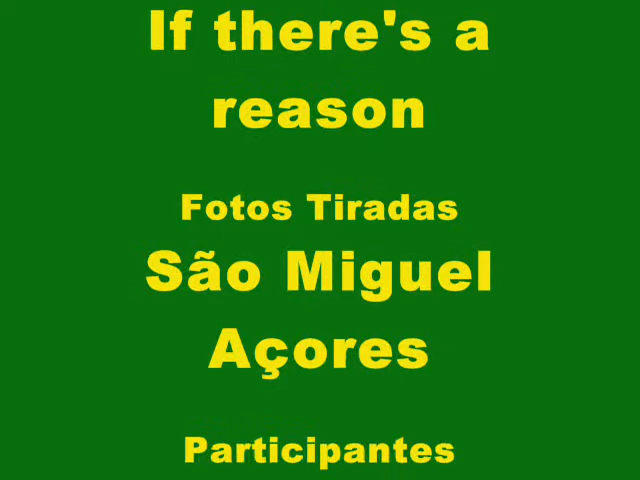 If there's a
reason
Fotos Tiradas
São Miguel
Açores
Participantes